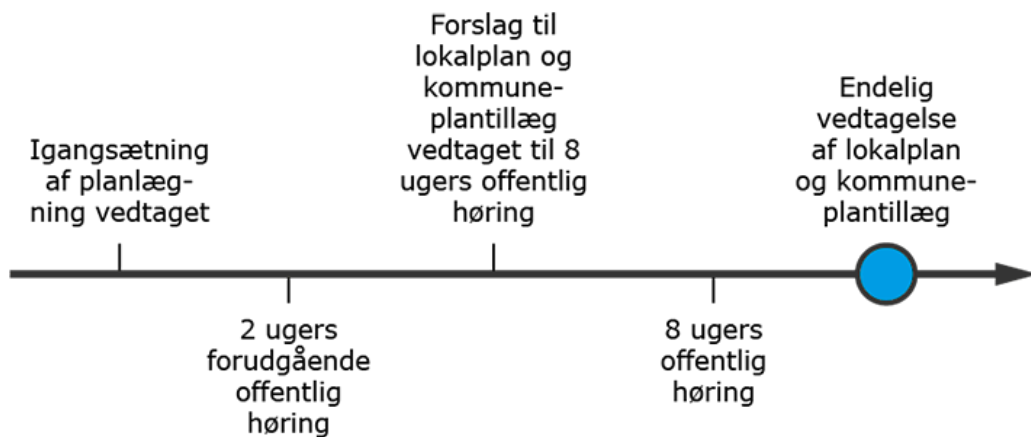 Igangsætning
af planlæg-
ning vedtaget
2 ugers
forudgående
offentlig
høring
Forslag til
lokalplan og
kommune-
plantillæg
vedtaget til 8
ugers offentlig
høring
8 ugers
offentlig
høring
Endelig
vedtagelse
af lokalplan
og kommune-
plantillæg